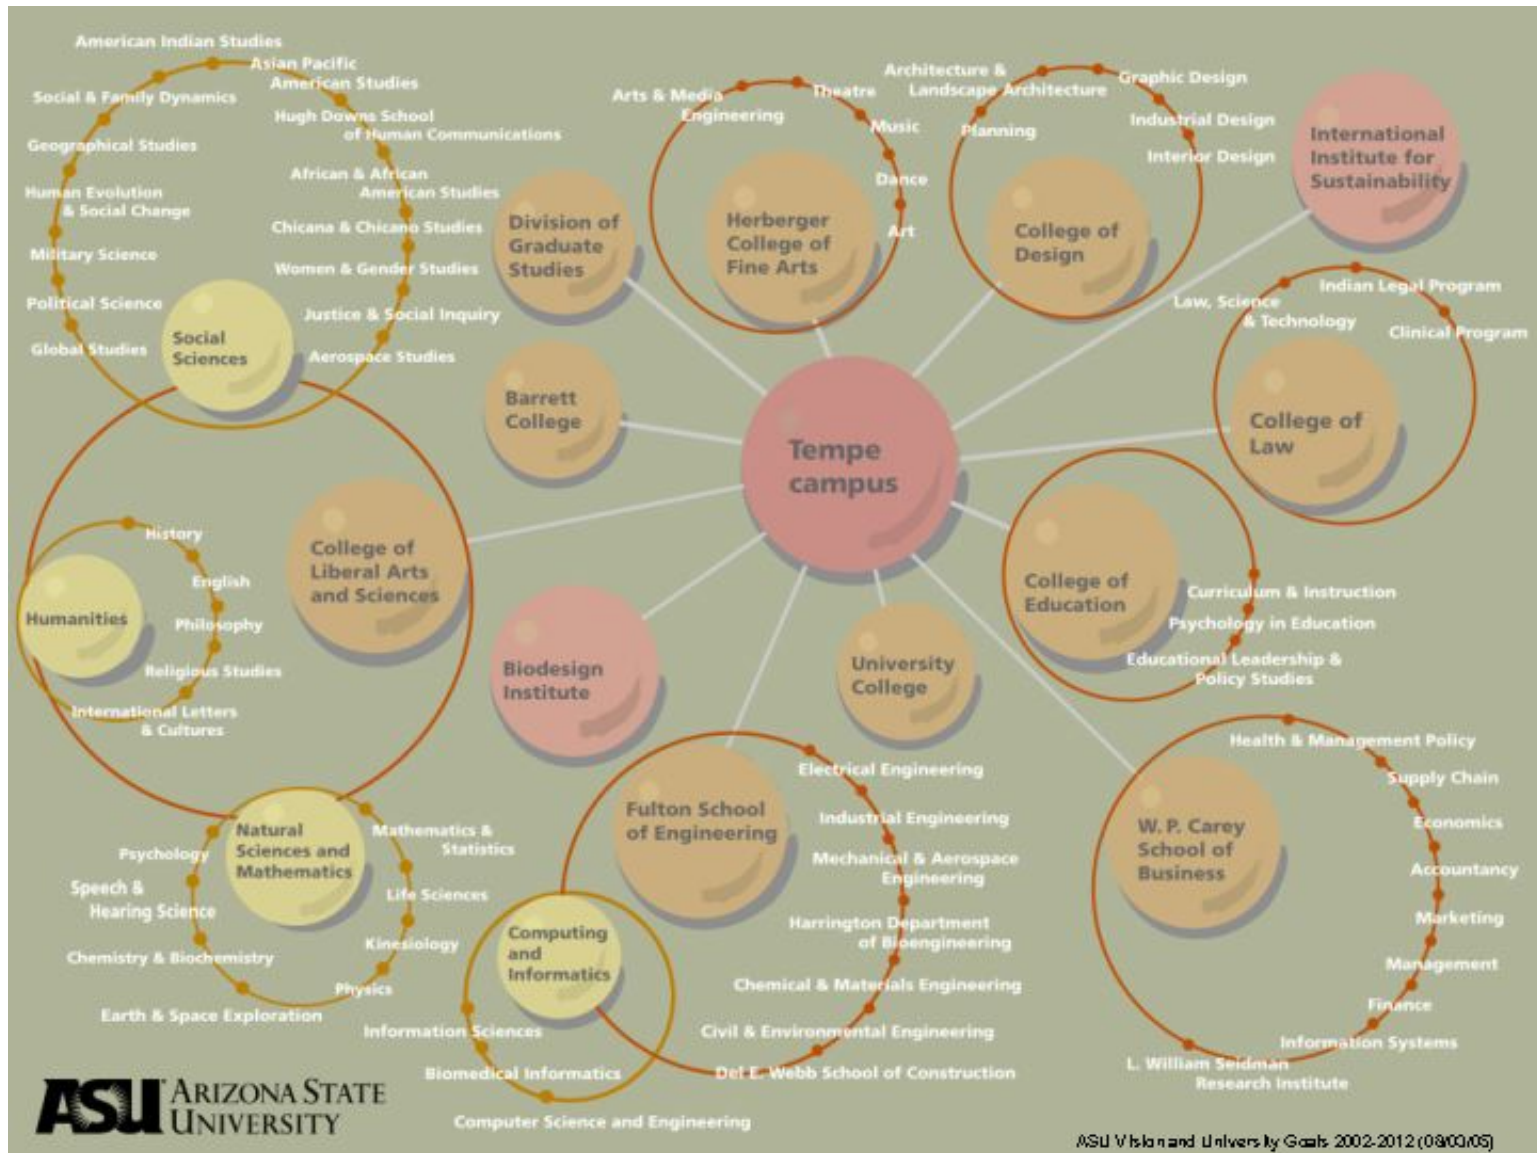 American Indian Studies
Asian Pacific
American Studies
Social & Family Dynamics
Hugh Downs School
of Human Communications
Geographical Studies
African & African
American Studies
Human Evolution
& Social Change
Chicana & Chicano Studies
Military Science
Women & Gender Studies
Political Science
Justice & Social Inquiry
Global Studies
Aerospace Studies
Social
Sciences
Division of
Graduate
Studies
Barrett
College
Arts & Media
Engineering
Theatre
Music
Dance
Art
Herberger
College of
Fine Arts
Architecture &
Landscape Architecture
Planning
Graphic Design
Industrial Design
Interior Design
College of
Design
International
Institute for
Sustainability
Law, Science
& Technology
Indian Legal Program
Clinical Program
College of
Law
Tempe
campus
College of
Liberal Arts
and Sciences
History
English
Philosophy
Religious Studies
International Letters
& Cultures
Humanities
Biodesign
Institute
University
College
College of
Education
Curriculum & Instruction
Psychology in Education
Educational Leadership &
Policy Studies
Natural
Sciences and
Mathematics
Mathematics &
Statistics
Psychology
Life Sciences
Speech &
Hearing Science
Kinesiology
Chemistry & Biochemistry
Physics
Earth & Space Exploration
Fulton School
of Engineering
Electrical Engineering
Industrial Engineering
Mechanical & Aerospace
Engineering
Harrington Department
of Bioengineering
Chemical & Materials Engineering
Civil & Environmental Engineering
Del E. Webb School of Construction
Computing
and
Informatics
Information Sciences
Biomedical Informatics
Computer Science and Engineering
W. P. Carey
School of
Business
Health & Management Policy
Supply Chain
Economics
Accountancy
Marketing
Management
Finance
Information Systems
L. William Seidman
Research Institute
ASU ARIZONA STATE
UNIVERSITY
ASU Vision and University Goals 2002-2012